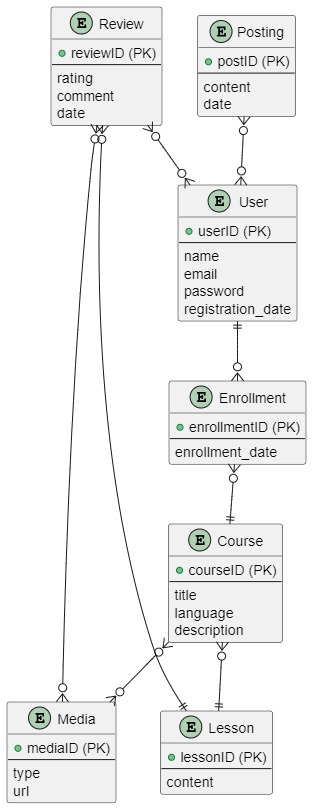 E Review
reviewID (PK)
rating
comment
date
E Posting
postID (PK)
content
date
E User
userID (PK)
name
email
password
registration_date
E Enrollment
enrollmentID (PK)
enrollment_date
E Course
courseID (PK)
title
language
description
E Media
mediaID (PK)
type
url
E Lesson
lessonID (PK)
content